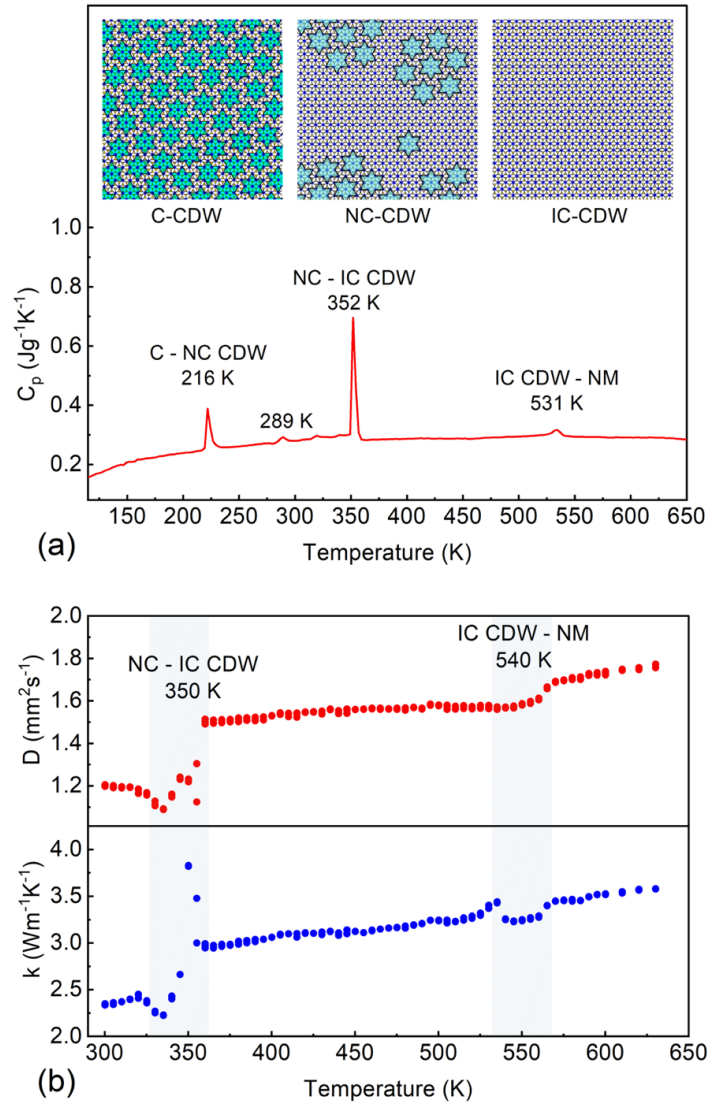 C-CDW
NC-CDW
IC-CDW
1.0
0.8
0.6
0.4
0.2
Cp (Jg-1K-1)
NC - IC CDW
352 K
C - NC CDW
216 K
289 K
IC CDW - NM
531 K
150 200 250 300 350 400 450 500 550 600 650
(a)
Temperature (K)
2.0
1.8
1.6
1.4
1.2
D (mm2s-1)
NC - IC CDW
350 K
IC CDW - NM
540 K
4.0
3.5
3.0
2.5
2.0
k (Wm-1K-1)
300 350 400 450 500 550 600 650
(b)
Temperature (K)